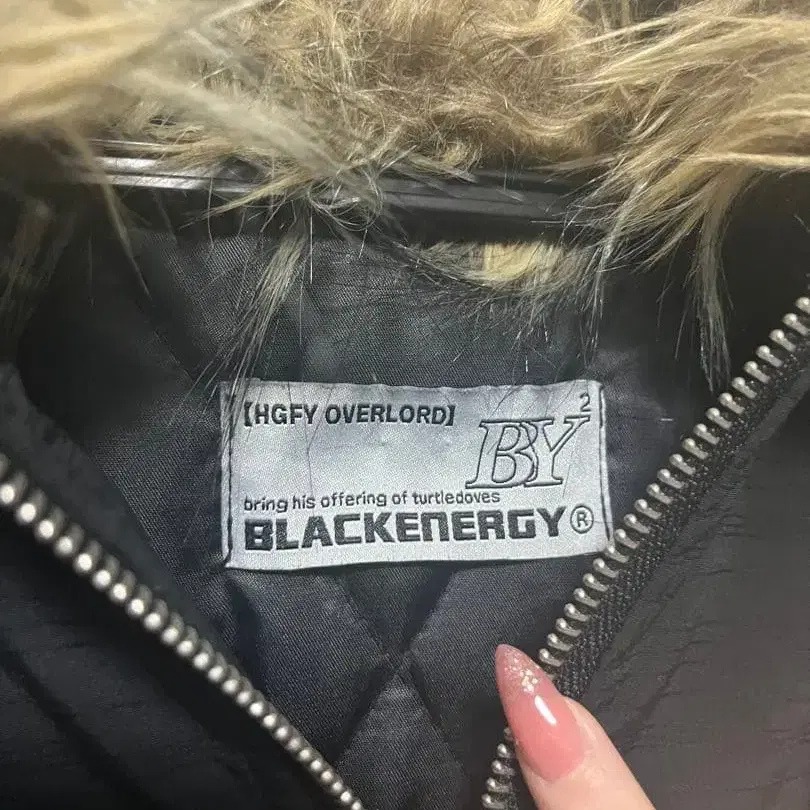 【HGFY OVERLORD】
BY²
bring his offering of turtledoves
BLACKENERGY®